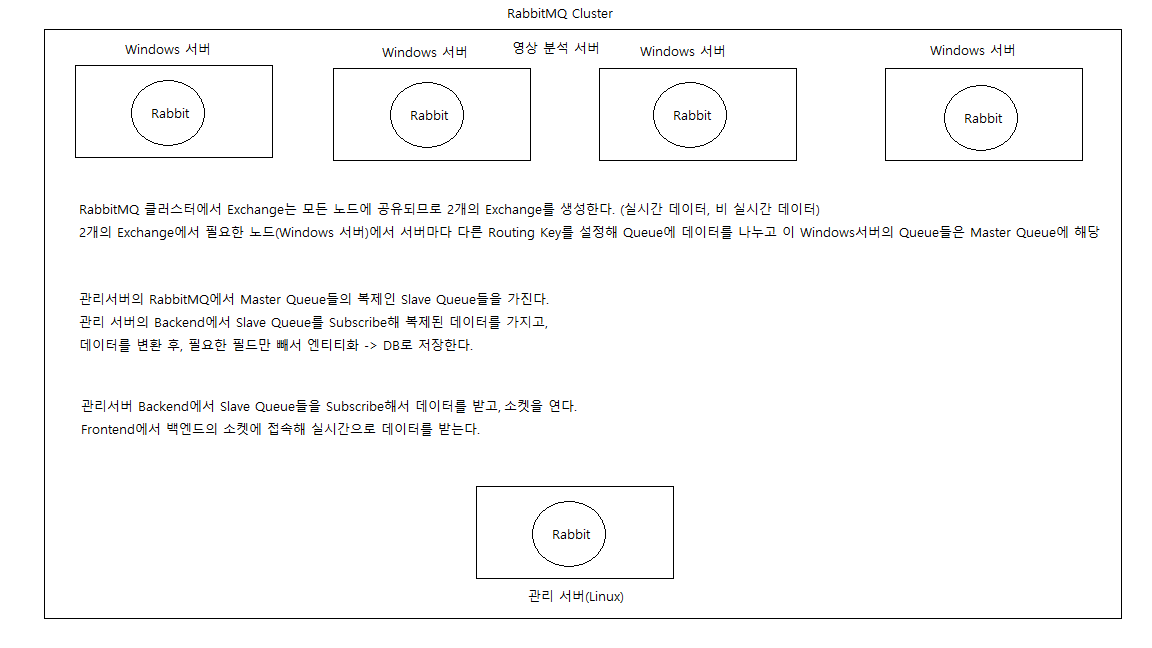 RabbitMQ Cluster
Windows 서버
Windows 서버
영상 분석 서버
Windows 서버
Windows 서버
Rabbit
Rabbit
Rabbit
Rabbit
RabbitMQ 클러스터에서 Exchange는 모든 노드에 공유되므로 2개의 Exchange를 생성한다. (실시간 데이터, 비 실시간 데이터)
2개의 Exchange에서 필요한 노드(Windows 서버)에서 서버마다 다른 Routing Key를 설정해 Queue에 데이터를 나누고 이 Windows서버의 Queue들은 Master Queue에 해당
관리서버의 RabbitMQ에서 Master Queue들의 복제인 Slave Queue들을 가진다.
관리 서버의 Backend에서 Slave Queue를 Subscribe해 복제된 데이터를 가지고,
데이터를 변환 후, 필요한 필드만 빼서 엔티티화 -> DB로 저장한다.
관리서버 Backend에서 Slave Queue들을 Subscribe해서 데이터를 받고, 소켓을 연다.
Frontend에서 백엔드의 소켓에 접속해 실시간으로 데이터를 받는다.
Rabbit
관리 서버(Linux)